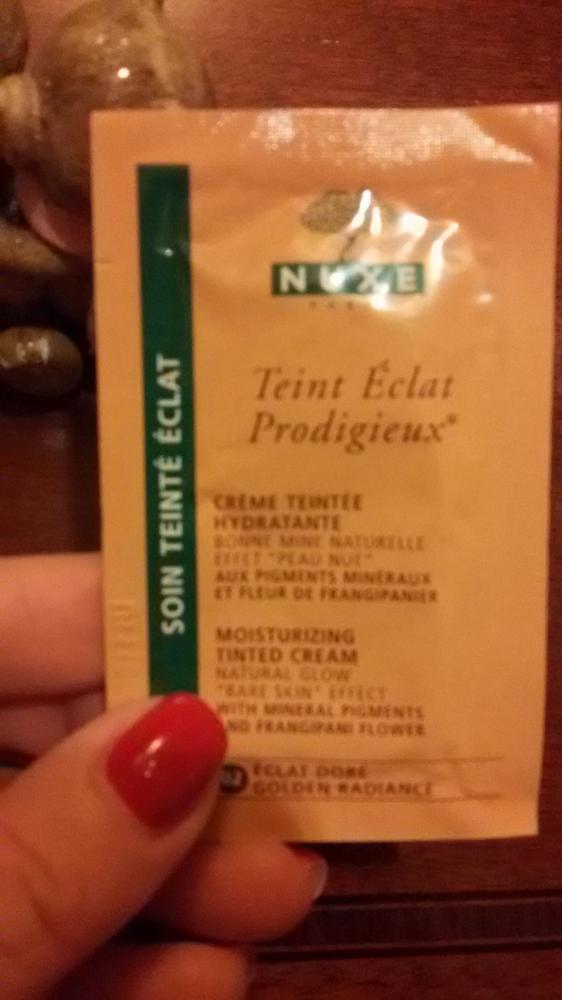 NUXE
PARIS
Teint Éclat
Prodigieux®
SOIN TEINTÉ ÉCLAT
CRÈME TEINTÉE
HYDRATANTE
BONNE MINE NATURELLE
EFFET "PEAU NUE"
AUX PIGMENTS MINÉRAUX
ET FLEUR DE FRANGIPANIER
MOISTURIZING
TINTED CREAM
NATURAL GLOW
"BARE SKIN" EFFECT
WITH MINERAL PIGMENTS
AND FRANGIPANI FLOWER
ÉCLAT DORÉ
GOLDEN RADIANCE